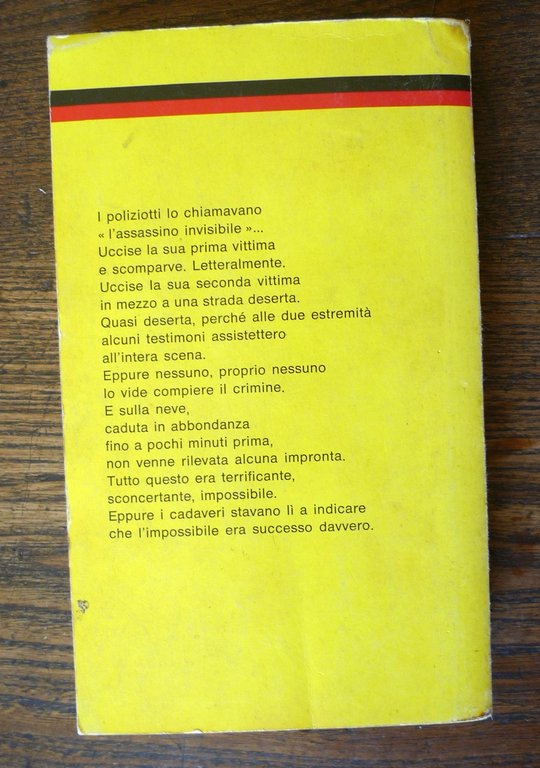 I poliziotti lo chiamavano
« l'assassino invisibile »...
Uccise la sua prima vittima
e scomparve. Letteralmente.
Uccise la sua seconda vittima
in mezzo a una strada deserta.
Quasi deserta, perché alle due estremità
alcuni testimoni assistettero
all'intera scena.
Eppure nessuno, proprio nessuno
lo vide compiere il crimine.
E sulla neve,
caduta in abbondanza
fino a pochi minuti prima,
non venne rilevata alcuna impronta.
Tutto questo era terrificante,
sconcertante, impossibile.
Eppure i cadaveri stavano lì a indicare
che l'impossibile era successo davvero.